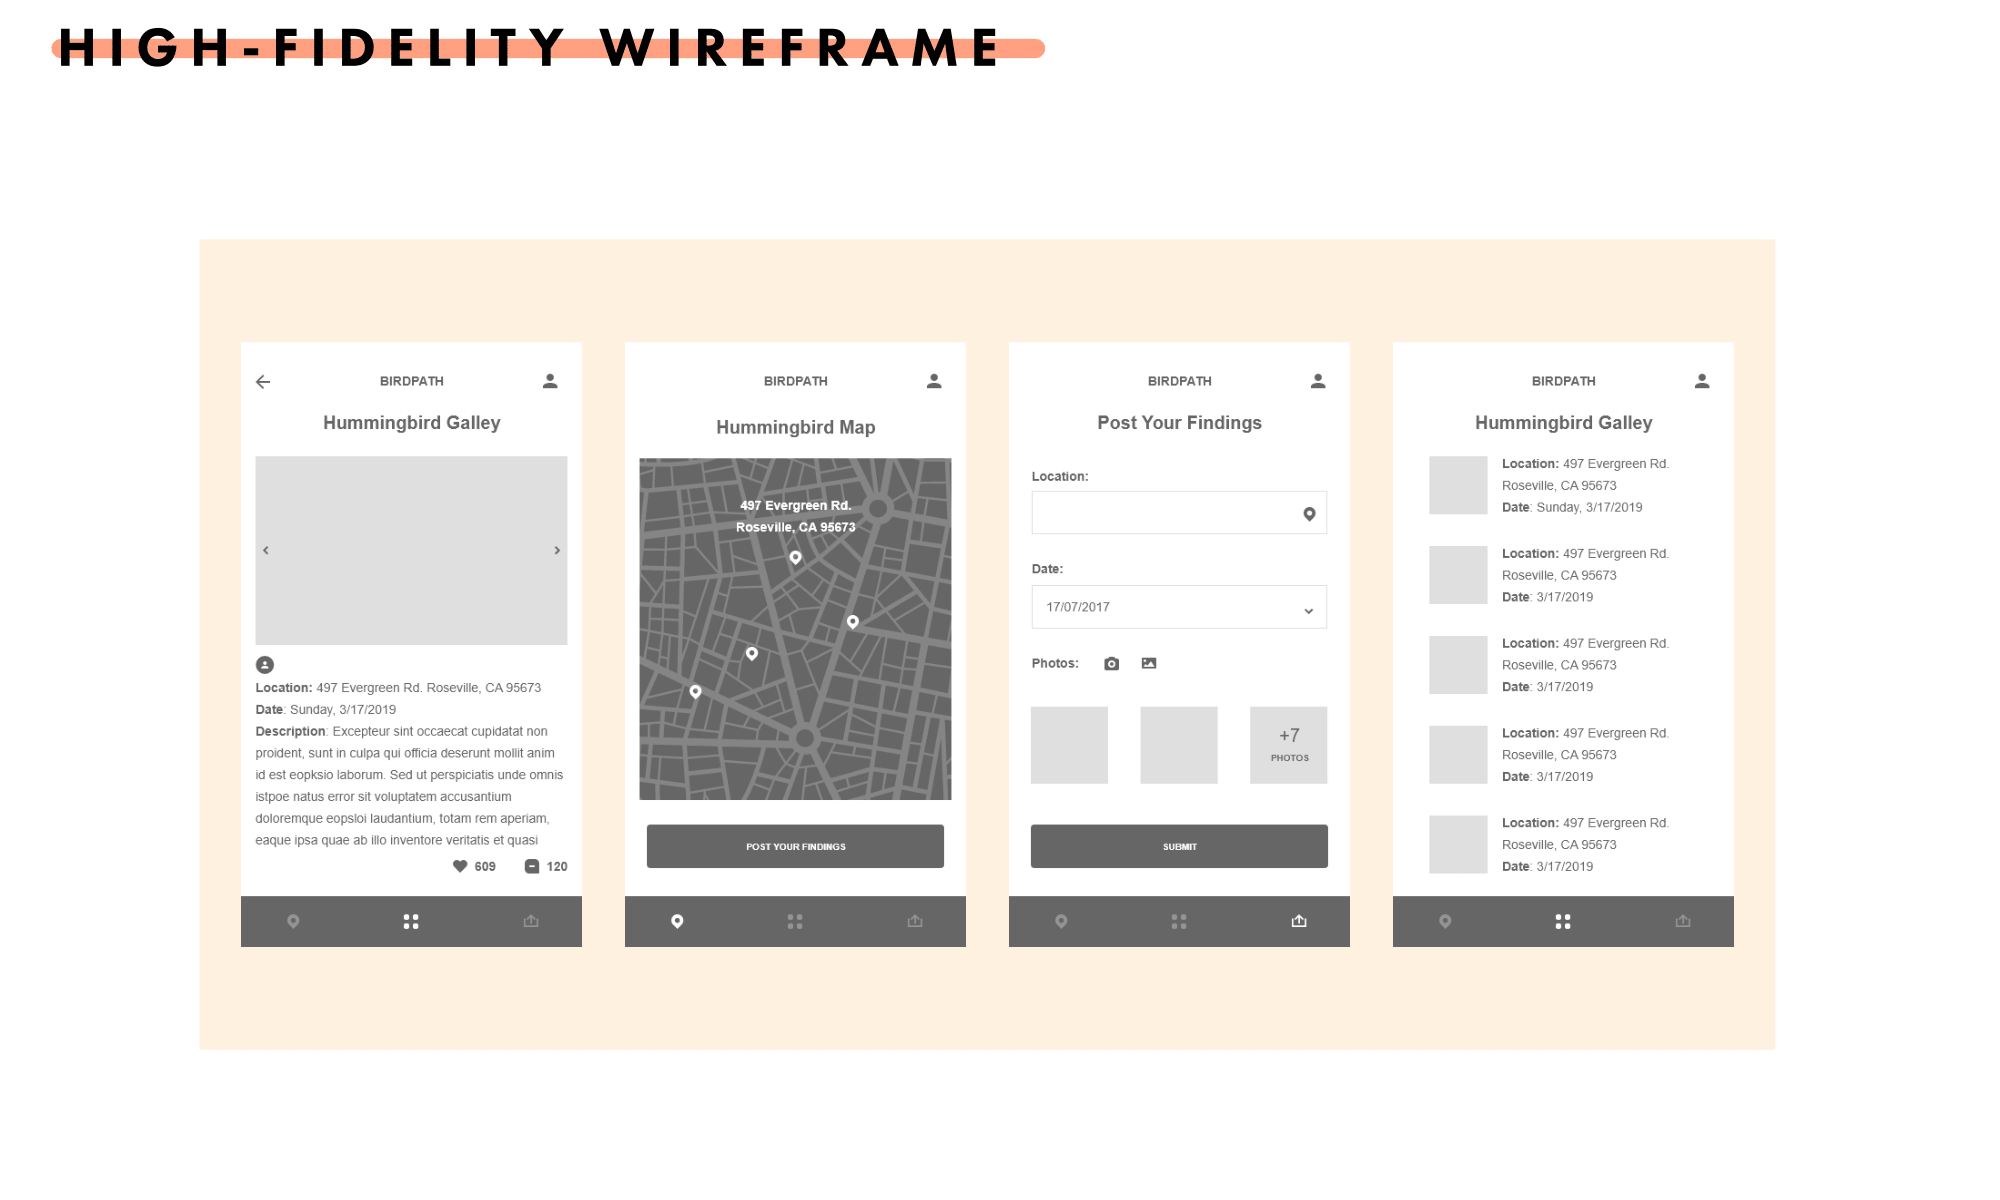 HIGH-FIDELITY WIREFRAME
BIRDPATH
Hummingbird Galley
Location: 497 Evergreen Rd. Roseville, CA 95673
Date: Sunday, 3/17/2019
Description: Excepteur sint occaecat cupidatat non
proident, sunt in culpa qui officia deserunt mollit anim
id est eopksio laborum. Sed ut perspiciatis unde omnis
istpoe natus error sit voluptatem accusantium
doloremque eopsloi laudantium, totam rem aperiam,
eaque ipsa quae ab illo inventore veritatis et quasi
609 120
BIRDPATH
Hummingbird Map
497 Evergreen Rd.
Roseville, CA 95673
POST YOUR FINDINGS
BIRDPATH
Post Your Findings
Location:
Date:
17/07/2017
Photos:
+7
PHOTOS
SUBMIT
BIRDPATH
Hummingbird Galley
Location: 497 Evergreen Rd.
Roseville, CA 95673
Date: Sunday, 3/17/2019
Location: 497 Evergreen Rd.
Roseville, CA 95673
Date: 3/17/2019
Location: 497 Evergreen Rd.
Roseville, CA 95673
Date: 3/17/2019
Location: 497 Evergreen Rd.
Roseville, CA 95673
Date: 3/17/2019
Location: 497 Evergreen Rd.
Roseville, CA 95673
Date: 3/17/2019